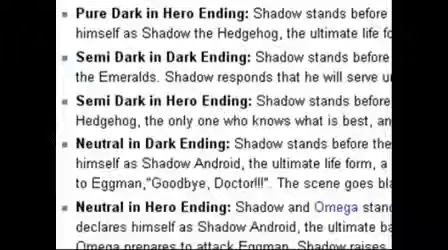 Pure Dark in Hero Ending: Shadow stands before
himself as Shadow the Hedgehog, the ultimate life fo
Semi Dark in Dark Ending: Shadow stands before
the Emeralds. Shadow responds that he will serve u
Semi Dark in Hero Ending: Shadow stands before
Hedgehog, the only one who knows what is best, an
Neutral in Dark Ending: Shadow stands before the
himself as Shadow Android, the ultimate life form, a
to Eggman,"Goodbye, Doctor!!!". The scene goes bla
Neutral in Hero Ending: Shadow and Omega stand
declares himself as Shadow Android, the ultimate ba
Omega prepares to attack Eggman. Shadow raises